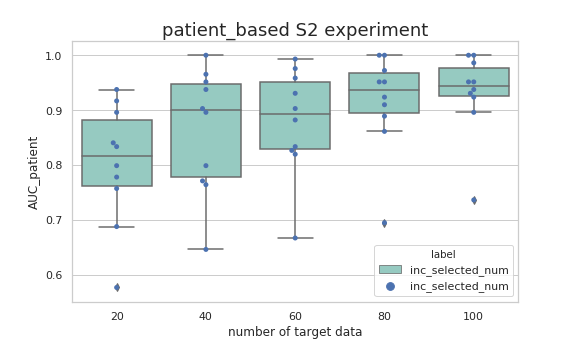 patient_based S2 experiment
1.0
0.9
0.8
0.7
0.6
AUC_patient
20
40
60
80
100
number of target data
label
inc_selected_num
inc_selected_num